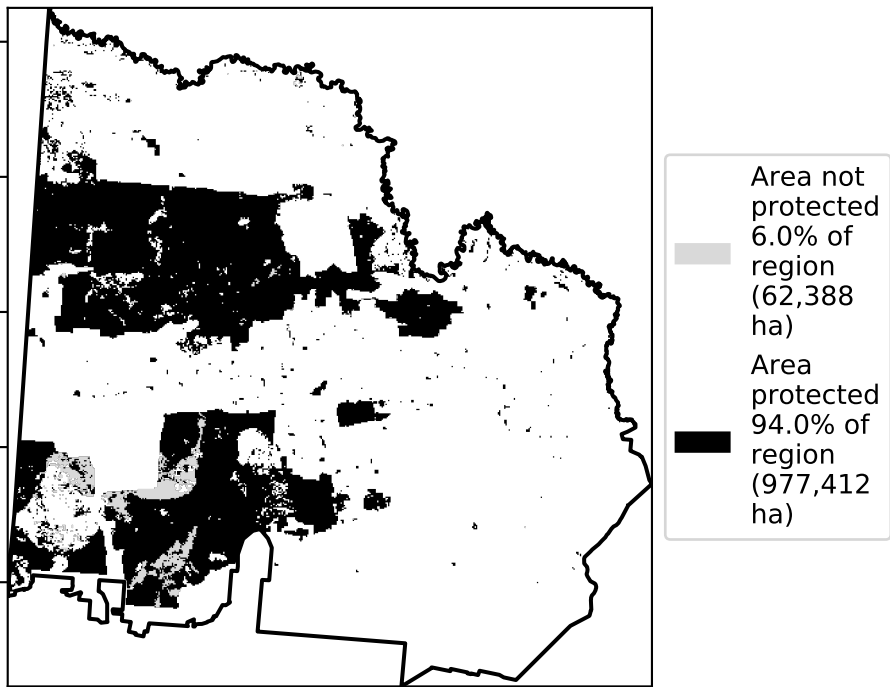 Area not
protected
6.0% of
region
(62,388
ha)
Area
protected
94.0% of
region
(977,412
ha)